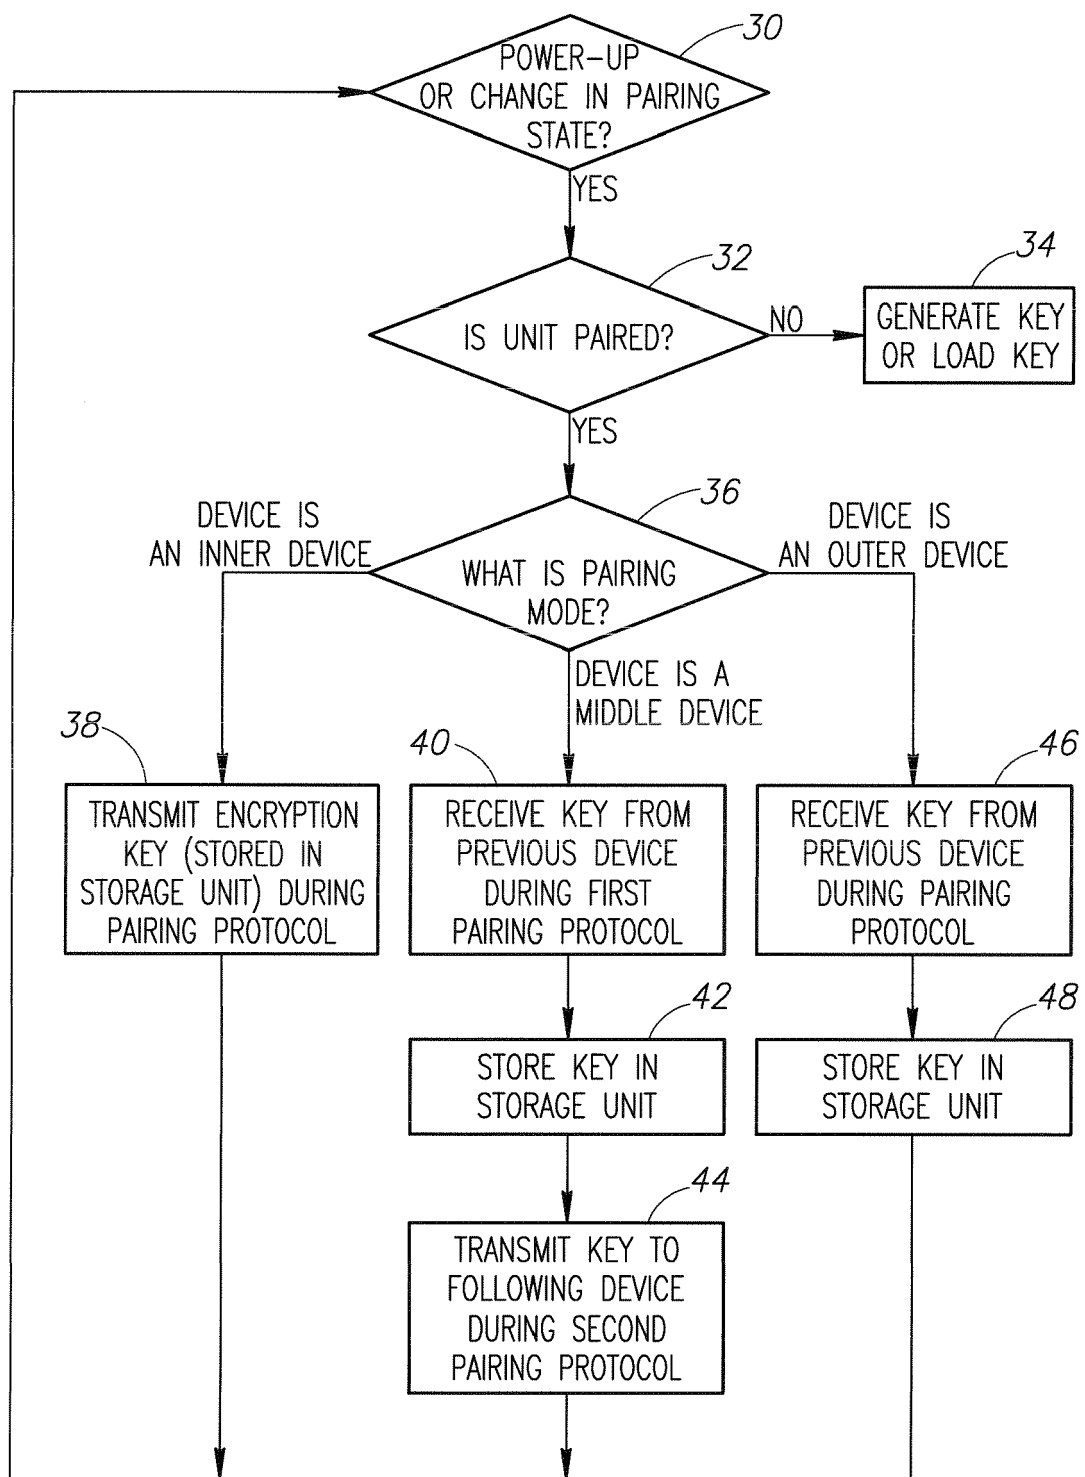 30
POWER-UP
OR CHANGE IN PAIRING
STATE?
YES
32
34
IS UNIT PAIRED?
NO
GENERATE KEY
OR LOAD KEY
YES
36
DEVICE IS
AN INNER DEVICE
DEVICE IS
AN OUTER DEVICE
WHAT IS PAIRING
MODE?
DEVICE IS A
MIDDLE DEVICE
38
40
46
TRANSMIT ENCRYPTION
KEY (STORED IN
STORAGE UNIT) DURING
PAIRING PROTOCOL
RECEIVE KEY FROM
PREVIOUS DEVICE
DURING FIRST
PAIRING PROTOCOL
RECEIVE KEY FROM
PREVIOUS DEVICE
DURING PAIRING
PROTOCOL
42
48
STORE KEY IN
STORAGE UNIT
STORE KEY IN
STORAGE UNIT
44
TRANSMIT KEY TO
FOLLOWING DEVICE
DURING SECOND
PAIRING PROTOCOL